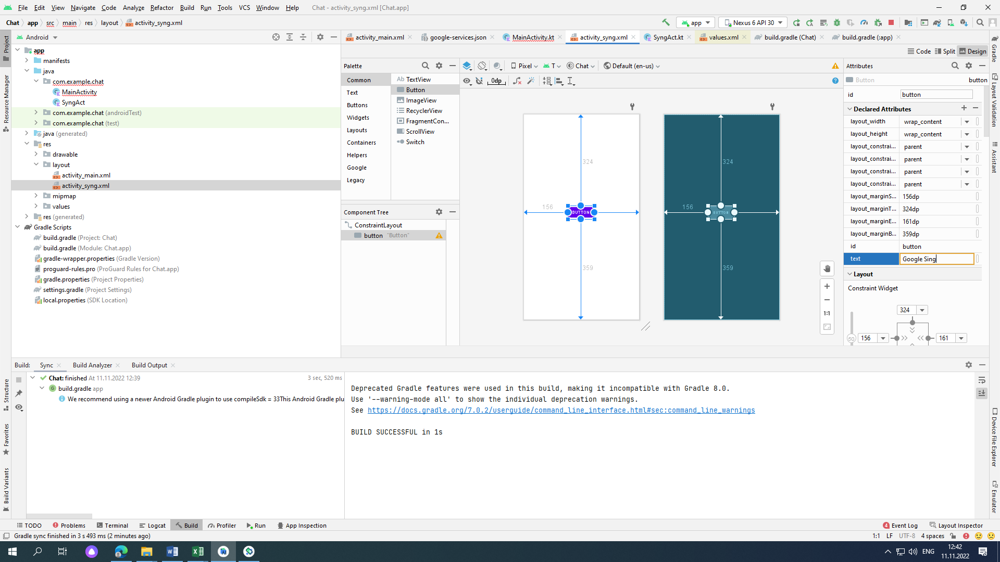 File Edit View Navigate Code Analyze Refactor Build Run Tools VCS Window Help Chat - activity_syng.xml [Chat.app]
Chat app src main res layout activity_syng.xml
app Nexus 6 API 30
Android
activity_main.xml google-services.json MainActivity.kt activity_syng.xml SyngAct.kt values.xml build.gradle (Chat) build.gradle (:app)
Code Split Design
Project
Resource Manager
Structure
Favorites
Build Variants
app
manifests
java
com.example.chat
MainActivity
SyngAct
com.example.chat (androidTest)
com.example.chat (test)
java (generated)
res
drawable
layout
activity_main.xml
activity_syng.xml
mipmap
values
res (generated)
Gradle Scripts
build.gradle (Project: Chat)
build.gradle (Module: Chat.app)
gradle-wrapper.properties (Gradle Version)
proguard-rules.pro (ProGuard Rules for Chat.app)
gradle.properties (Project Properties)
settings.gradle (Project Settings)
local.properties (SDK Location)
Palette
Common
Text
Buttons
Widgets
Layouts
Containers
Helpers
Google
Legacy
Ab TextView
Button
ImageView
RecyclerView
FragmentCon...
ScrollView
Switch
Component Tree
ConstraintLayout
button "Button"
Pixel T Chat Default (en-us)
0dp
324
156
BUTTON
359
324
156
BUTTON
359
1:1
Attributes
Button button
id button
Declared Attributes
layout_width wrap_content
layout_height wrap_content
layout_constrai... parent
layout_constrai... parent
layout_constrai... parent
layout_constrai... parent
layout_marginS... 156dp
layout_marginT... 324dp
layout_marginE... 161dp
layout_marginB... 359dp
id button
text Google Sing
Layout
Constraint Widget
324
50 156 161
Gradle
Layout Validation
Assistant
Device File Explorer
Emulator
Build: Sync Build Analyzer Build Output
Chat: finished At 11.11.2022 12:39 3 sec, 520 ms
build.gradle app
We recommend using a newer Android Gradle plugin to use compileSdk = 33This Android Gradle plu
Deprecated Gradle features were used in this build, making it incompatible with Gradle 8.0.
Use '--warning-mode all' to show the individual deprecation warnings.
See https://docs.gradle.org/7.0.2/userguide/command_line_interface.html#sec:command_line_warnings
BUILD SUCCESSFUL in 1s
TODO Problems Terminal Logcat Build Profiler Run App Inspection 4 Event Log Layout Inspector
Gradle sync finished in 3 s 493 ms (2 minutes ago) 1:1 LF UTF-8 4 spaces
ENG 12:42
11.11.2022